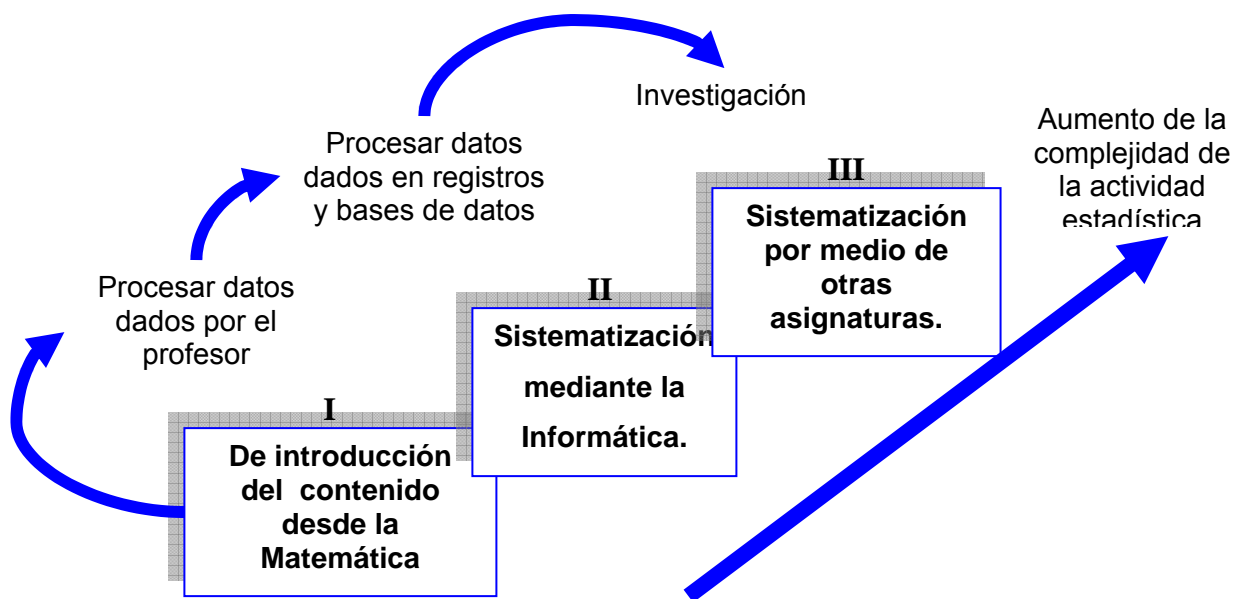 Investigación
Procesar datos
dados en registros
y bases de datos
Aumento de la
complejidad de
la actividad
estadística
Procesar datos
dados por el
profesor
III
Sistematización
por medio de
otras
asignaturas.
II
Sistematización
mediante la
Informática.
I
De introducción
del contenido
desde la
Matemática